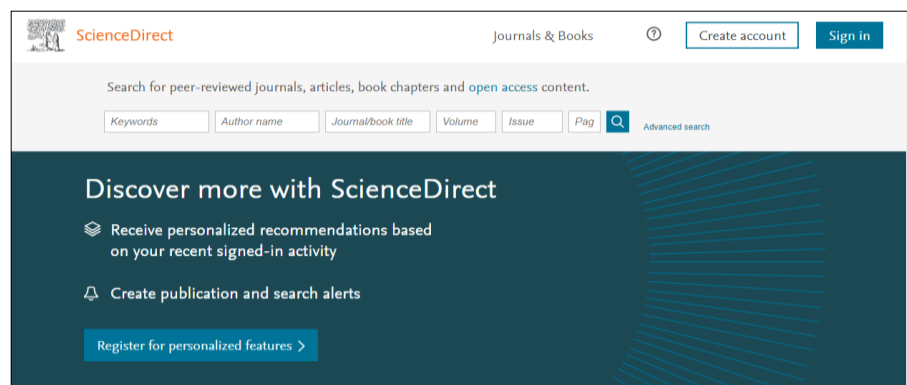 ScienceDirect
Journals & Books
?
Create account
Sign in
Search for peer-reviewed journals, articles, book chapters and open access content.
Keywords
Author name
Journal/book title
Volume
Issue
Pag
Advanced search
Discover more with ScienceDirect
Receive personalized recommendations based
on your recent signed-in activity
Create publication and search alerts
Register for personalized features >